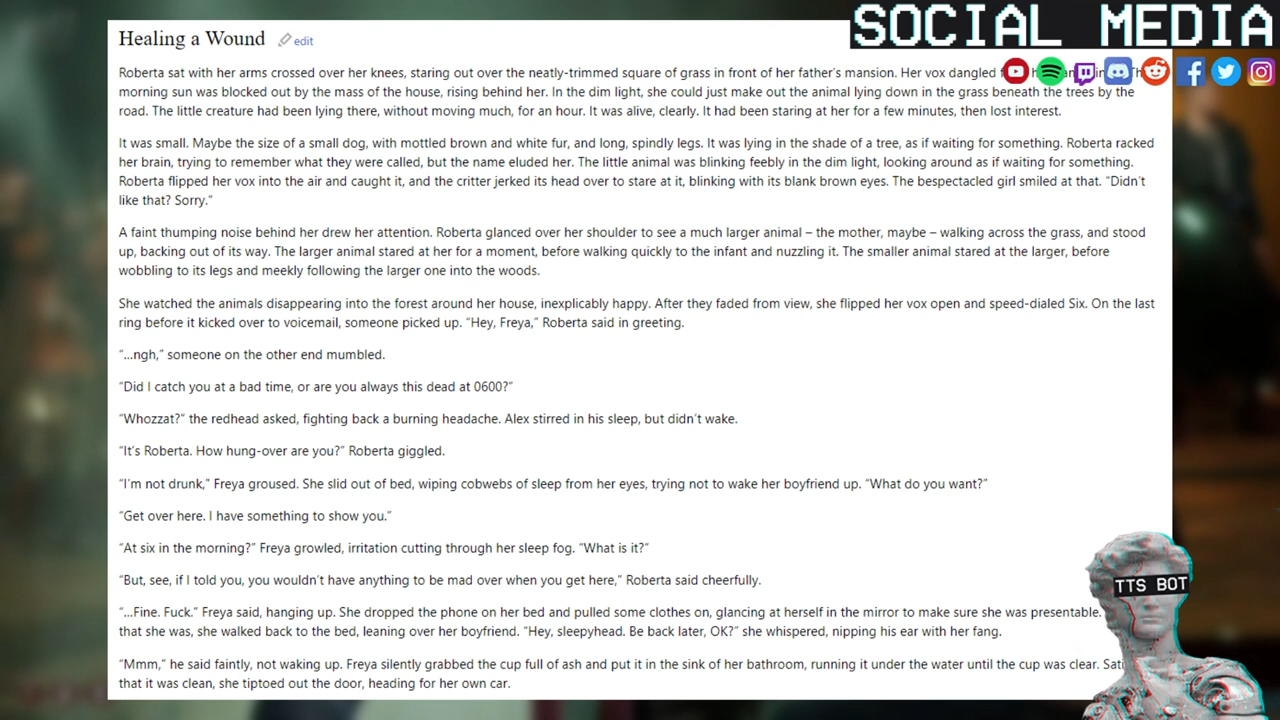 SOCIAL MEDIA
Healing a Wound edit
Roberta sat with her arms crossed over her knees, staring out over the neatly-trimmed square of grass in front of her father’s mansion. Her vox dangled
morning sun was blocked out by the mass of the house, rising behind her. In the dim light, she could just make out the animal lying down in the grass beneath the trees by the
road. The little creature had been lying there, without moving much, for an hour. It was alive, clearly. It had been staring at her for a few minutes, then lost interest.
It was small. Maybe the size of a small dog, with mottled brown and white fur, and long, spindly legs. It was lying in the shade of a tree, as if waiting for something. Roberta racked
her brain, trying to remember what they were called, but the name eluded her. The little animal was blinking feebly in the dim light, looking around as if waiting for something.
Roberta flipped her vox into the air and caught it, and the critter jerked its head over to stare at it, blinking with its blank brown eyes. The bespectacled girl smiled at that. “Didn’t
like that? Sorry.”
A faint thumping noise behind her drew her attention. Roberta glanced over her shoulder to see a much larger animal – the mother, maybe – walking across the grass, and stood
up, backing out of its way. The larger animal stared at her for a moment, before walking quickly to the infant and nuzzling it. The smaller animal stared at the larger, before
wobbling to its legs and meekly following the larger one into the woods.
She watched the animals disappearing into the forest around her house, inexplicably happy. After they faded from view, she flipped her vox open and speed-dialed Six. On the last
ring before it kicked over to voicemail, someone picked up. “Hey, Freya,” Roberta said in greeting.
“…ngh,” someone on the other end mumbled.
“Did I catch you at a bad time, or are you always this dead at 0600?”
“Whozzat?” the redhead asked, fighting back a burning headache. Alex stirred in his sleep, but didn’t wake.
“It’s Roberta. How hung-over are you?” Roberta giggled.
“I’m not drunk,” Freya groused. She slid out of bed, wiping cobwebs of sleep from her eyes, trying not to wake her boyfriend up. “What do you want?”
“Get over here. I have something to show you.”
“At six in the morning?” Freya growled, irritation cutting through her sleep fog. “What is it?”
“But, see, if I told you, you wouldn’t have anything to be mad over when you get here,” Roberta said cheerfully.
“…Fine. Fuck.” Freya said, hanging up. She dropped the phone on her bed and pulled some clothes on, glancing at herself in the mirror to make sure she was presentable.
that she was, she walked back to the bed, leaning over her boyfriend. “Hey, sleepyhead. Be back later, OK?” she whispered, nipping his ear with her fang.
“Mmm,” he said faintly, not waking up. Freya silently grabbed the cup full of ash and put it in the sink of her bathroom, running it under the water until the cup was clear.
that it was clean, she tiptoed out the door, heading for her own car.
TTS BOT